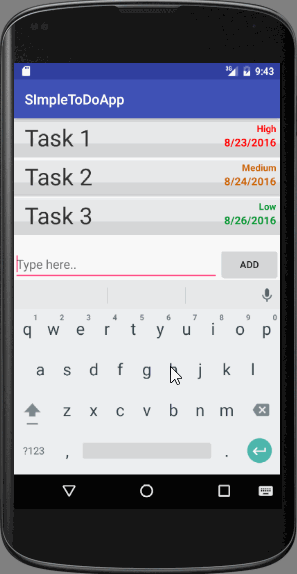 3G 9:43
SImpleToDoApp
Task 1
High
8/23/2016
Task 2
Medium
8/24/2016
Task 3
Low
8/26/2016
Type here..
ADD
1 2 3 4 5 6 7 8 9 0
q w e r t y u i o p
a s d f g h j k l
z x c v b n m
?123 , .